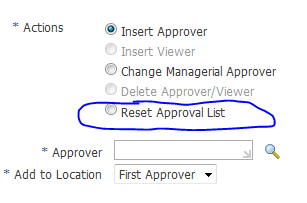 * Actions
Insert Approver
Insert Viewer
Change Managerial Approver
Delete Approver/Viewer
Reset Approval List
* Approver
* Add to Location First Approver